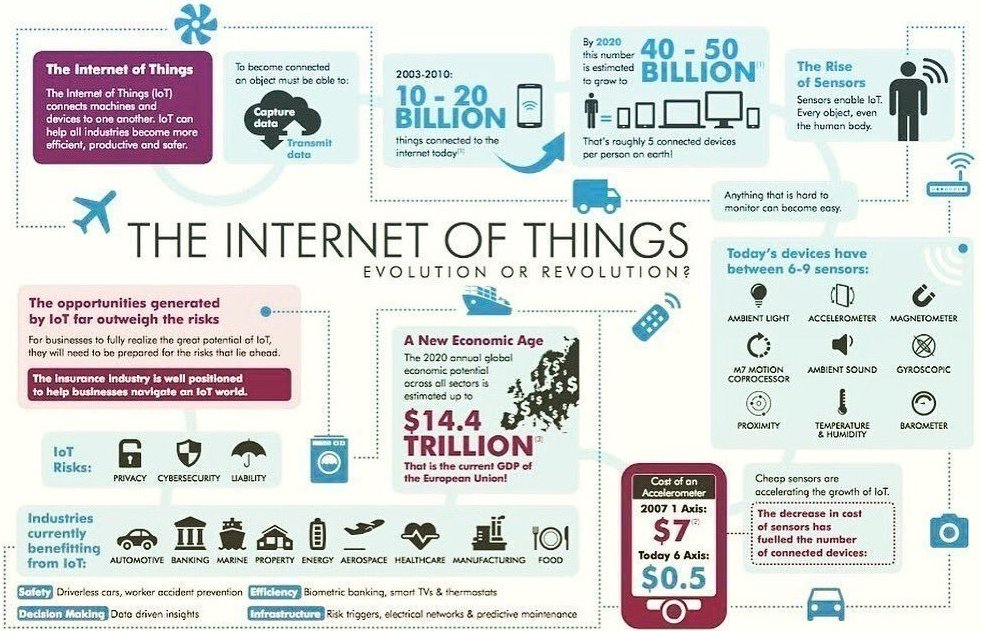 The Internet of Things
The Internet of Things (IoT)
connects machines and
devices to one another. IoT can
help all industries become more
efficient, productive and safer.
To become connected
an object must be able to:
Capture
data
Transmit
data
2003-2010:
10 - 20
BILLION
things connected to the
internet today(1)
By 2020
this number
is estimated
to grow to
40 - 50
BILLION(1)
=
That's roughly 5 connected devices
per person on earth!
The Rise
of Sensors
Sensors enable IoT.
Every object, even
the human body.
Anything that is hard to
monitor can become easy.
THE INTERNET OF THINGS
EVOLUTION OR REVOLUTION?
Today's devices have
between 6-9 sensors:
AMBIENT LIGHT
ACCELEROMETER
MAGNETOMETER
M7 MOTION
COPROCESSOR
AMBIENT SOUND
GYROSCOPIC
PROXIMITY
TEMPERATURE
& HUMIDITY
BAROMETER
The opportunities generated
by IoT far outweigh the risks
For businesses to fully realize the great potential of IoT,
they will need to be prepared for the risks that lie ahead.
The insurance industry is well positioned
to help businesses navigate an IoT world.
A New Economic Age
The 2020 annual global
economic potential
across all sectors is
estimated up to
$14.4
TRILLION(2)
That is the current GDP of
the European Union!
IoT
Risks:
PRIVACY
CYBERSECURITY
LIABILITY
Cost of an
Accelerometer
2007 1 Axis:
$7(2)
Today 6 Axis:
$0.5
Cheap sensors are
accelerating the growth of IoT.
The decrease in cost
of sensors has
fuelled the number
of connected devices:
Industries
currently
benefitting
from IoT:
AUTOMOTIVE
BANKING
MARINE
PROPERTY
ENERGY
AEROSPACE
HEALTHCARE
MANUFACTURING
FOOD
Safety Driverless cars, worker accident prevention
Efficiency Biometric banking, smart TVs & thermostats
Decision Making Data driven insights
Infrastructure Risk triggers, electrical networks & predictive maintenance